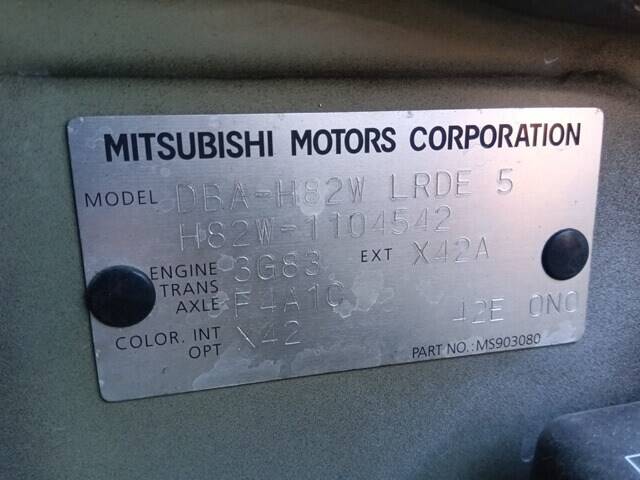 MITSUBISHI MOTORS CORPORATION
MODEL DBA-H82W LRDE 5
H82W-1104542
ENGINE 3G83 EXT X42A
TRANS
AXLE F4A1C
COLOR. INT X42 42E 0N0
OPT
PART NO.: MS903080